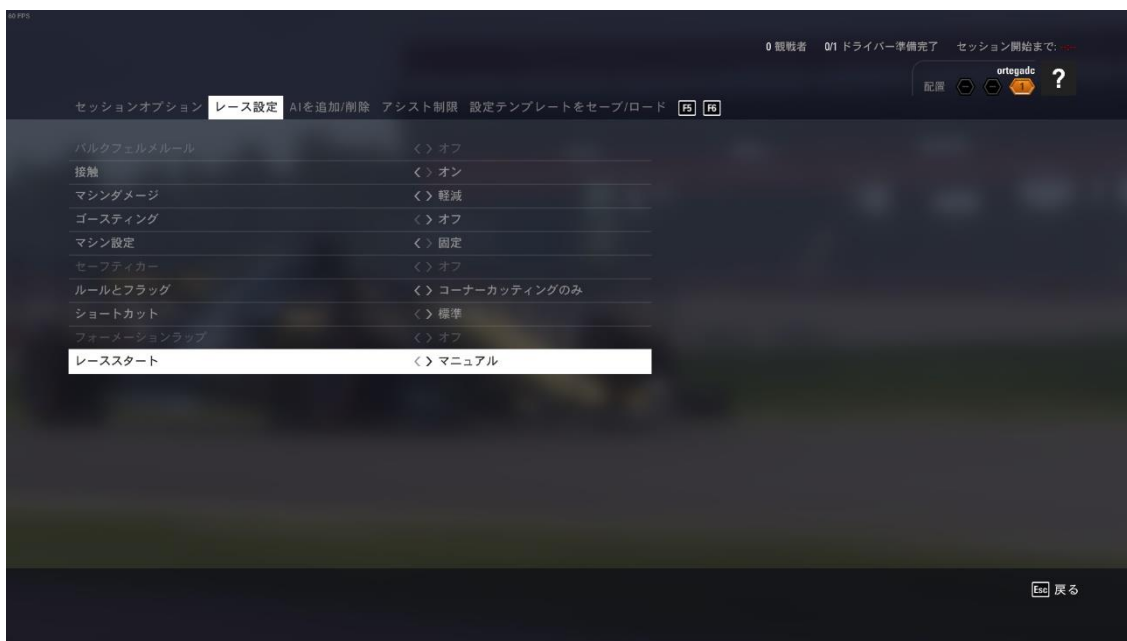 60 FPS
0 観戦者 0/1 ドライバー準備完了 セッション開始まで: --:--
ortegadc
配置 1 ?
セッションオプション レース設定 AIを追加/削除 アシスト制限 設定テンプレートをセーブ/ロード F5 F6
パルクフェルメルール オフ
接触 オン
マシンダメージ 軽減
ゴースティング オフ
マシン設定 固定
セーフティカー オフ
ルールとフラッグ コーナーカッティングのみ
ショートカット 標準
フォーメーションラップ オフ
レーススタート マニュアル
Esc 戻る